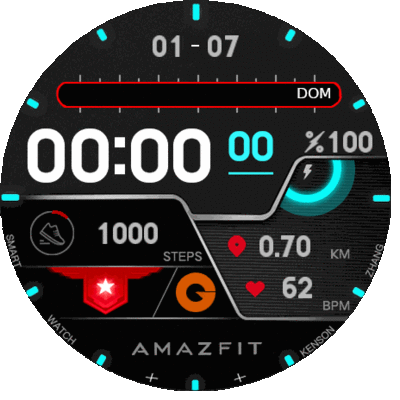 01 - 07
DOM
00:00 00 %100
1000
STEPS
0.70 KM
62 BPM
SMART
WATCH
ZHANG
KENSON
AMAZFIT